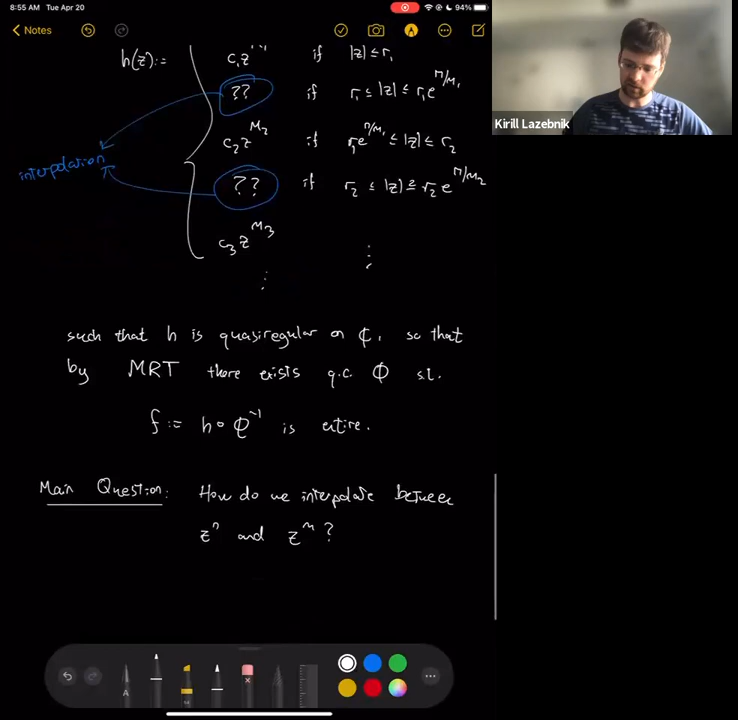 8:55 AM Tue Apr 20
94%
Notes
Kirill Lazebnik
h(z):=
c₁z^M₁ if |z| ≤ r₁
?? if r₁ ≤ |z| ≤ r₁e^π/M₁
c₂z^M₂ if r₁e^π/M₁ ≤ |z| ≤ r₂
interpolation
?? if r₂ ≤ |z| ≥ r₂e^π/M₂
c₃z^M₃ ⋮
⋮
such that h is quasiregular on ℂ, so that
by MRT there exists q.c. Φ s.t.
f := h ∘ Φ⁻¹ is entire.
Main Question: How do we interpolate between
zⁿ and zᵐ?
A